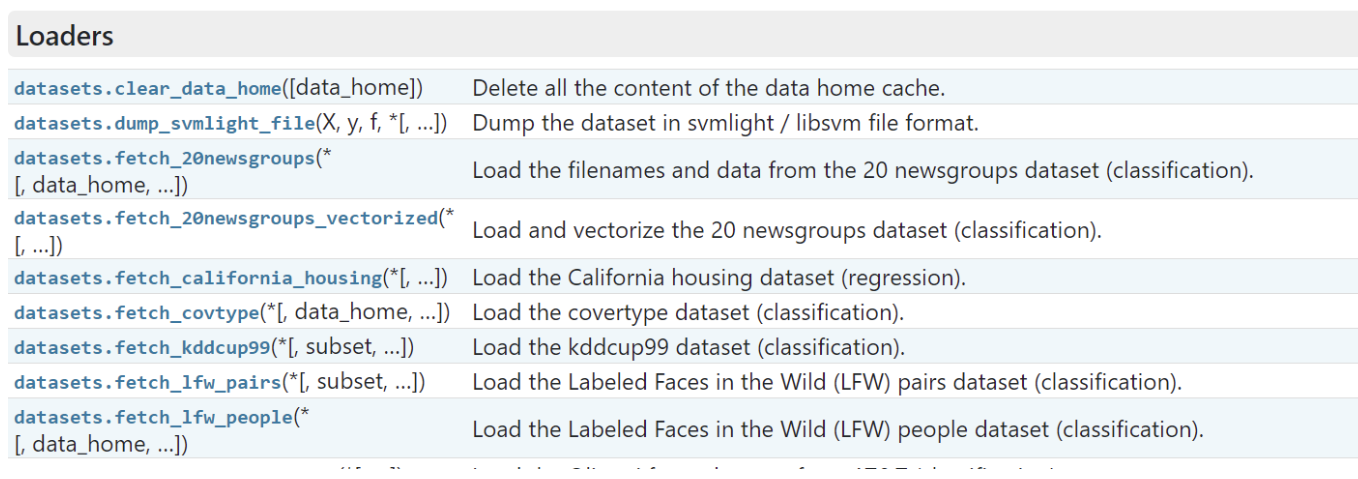 Loaders
datasets.clear_data_home([data_home]) Delete all the content of the data home cache.
datasets.dump_svmlight_file(X, y, f, *[, ...]) Dump the dataset in svmlight / libsvm file format.
datasets.fetch_20newsgroups(*
[, data_home, ...]) Load the filenames and data from the 20 newsgroups dataset (classification).
datasets.fetch_20newsgroups_vectorized(*
[, ...]) Load and vectorize the 20 newsgroups dataset (classification).
datasets.fetch_california_housing(*[, ...]) Load the California housing dataset (regression).
datasets.fetch_covtype(*[, data_home, ...]) Load the covertype dataset (classification).
datasets.fetch_kddcup99(*[, subset, ...]) Load the kddcup99 dataset (classification).
datasets.fetch_lfw_pairs(*[, subset, ...]) Load the Labeled Faces in the Wild (LFW) pairs dataset (classification).
datasets.fetch_lfw_people(*
[, data_home, ...]) Load the Labeled Faces in the Wild (LFW) people dataset (classification).